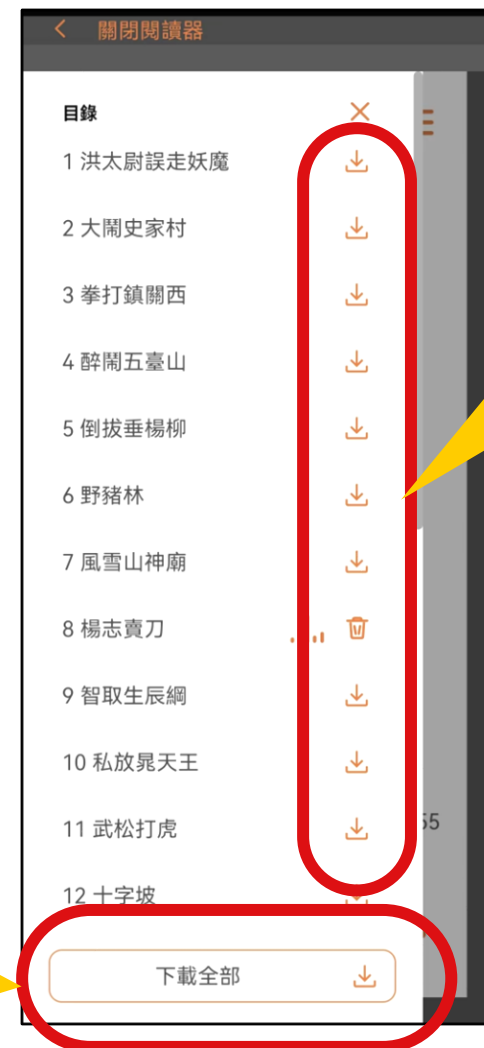 關閉閱讀器
目錄
1 洪太尉誤走妖魔
2 大鬧史家村
3 拳打鎮關西
4 醉鬧五臺山
5 倒拔垂楊柳
6 野豬林
7 風雪山神廟
8 楊志賣刀
9 智取生辰綱
10 私放晁天王
11 武松打虎
55
12 十字坡
下載全部